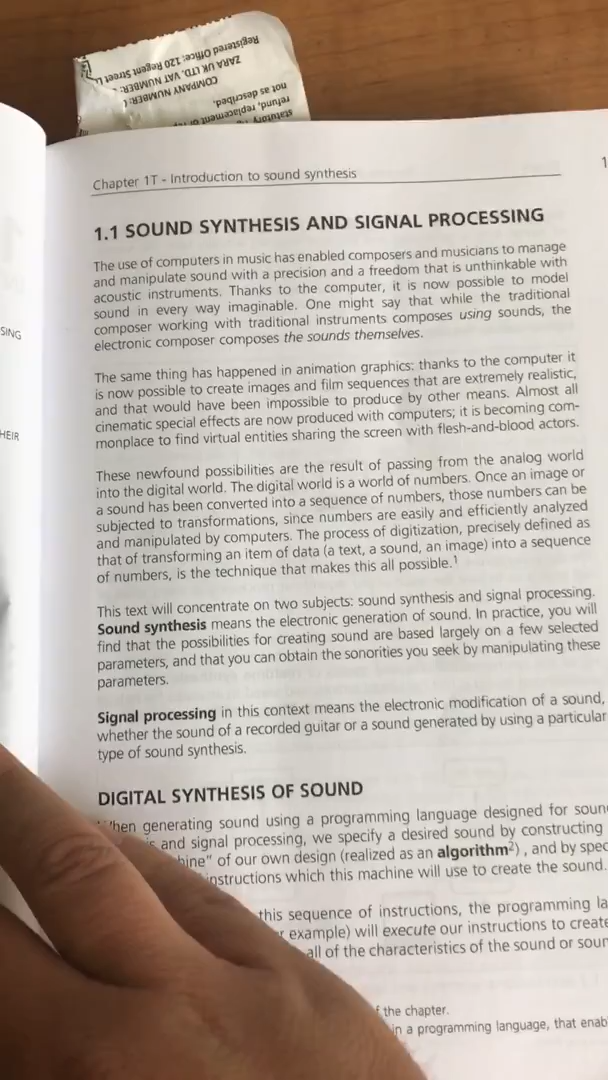 Registered Office: 120 Regent Street
ZARA UK LTD. VAT NUMBER:
COMPANY NUMBER:
not as described.
refund, replacement or
statutory
SING
HEIR
Chapter 1T - Introduction to sound synthesis
1
1.1 SOUND SYNTHESIS AND SIGNAL PROCESSING
The use of computers in music has enabled composers and musicians to manage
and manipulate sound with a precision and a freedom that is unthinkable with
acoustic instruments. Thanks to the computer, it is now possible to model
sound in every way imaginable. One might say that while the traditional
composer working with traditional instruments composes using sounds, the
electronic composer composes the sounds themselves.
The same thing has happened in animation graphics: thanks to the computer it
is now possible to create images and film sequences that are extremely realistic,
and that would have been impossible to produce by other means. Almost all
cinematic special effects are now produced with computers; it is becoming com-
monplace to find virtual entities sharing the screen with flesh-and-blood actors.
These newfound possibilities are the result of passing from the analog world
into the digital world. The digital world is a world of numbers. Once an image or
a sound has been converted into a sequence of numbers, those numbers can be
subjected to transformations, since numbers are easily and efficiently analyzed
and manipulated by computers. The process of digitization, precisely defined as
that of transforming an item of data (a text, a sound, an image) into a sequence
of numbers, is the technique that makes this all possible.¹
This text will concentrate on two subjects: sound synthesis and signal processing.
Sound synthesis means the electronic generation of sound. In practice, you will
find that the possibilities for creating sound are based largely on a few selected
parameters, and that you can obtain the sonorities you seek by manipulating these
parameters.
Signal processing in this context means the electronic modification of a sound,
whether the sound of a recorded guitar or a sound generated by using a particular
type of sound synthesis.
DIGITAL SYNTHESIS OF SOUND
hen generating sound using a programming language designed for soun
is and signal processing, we specify a desired sound by constructing
hine" of our own design (realized as an algorithm²), and by spec
instructions which this machine will use to create the sound.
this sequence of instructions, the programming la
example) will execute our instructions to create
all of the characteristics of the sound or soun
the chapter.
in a programming language, that enab